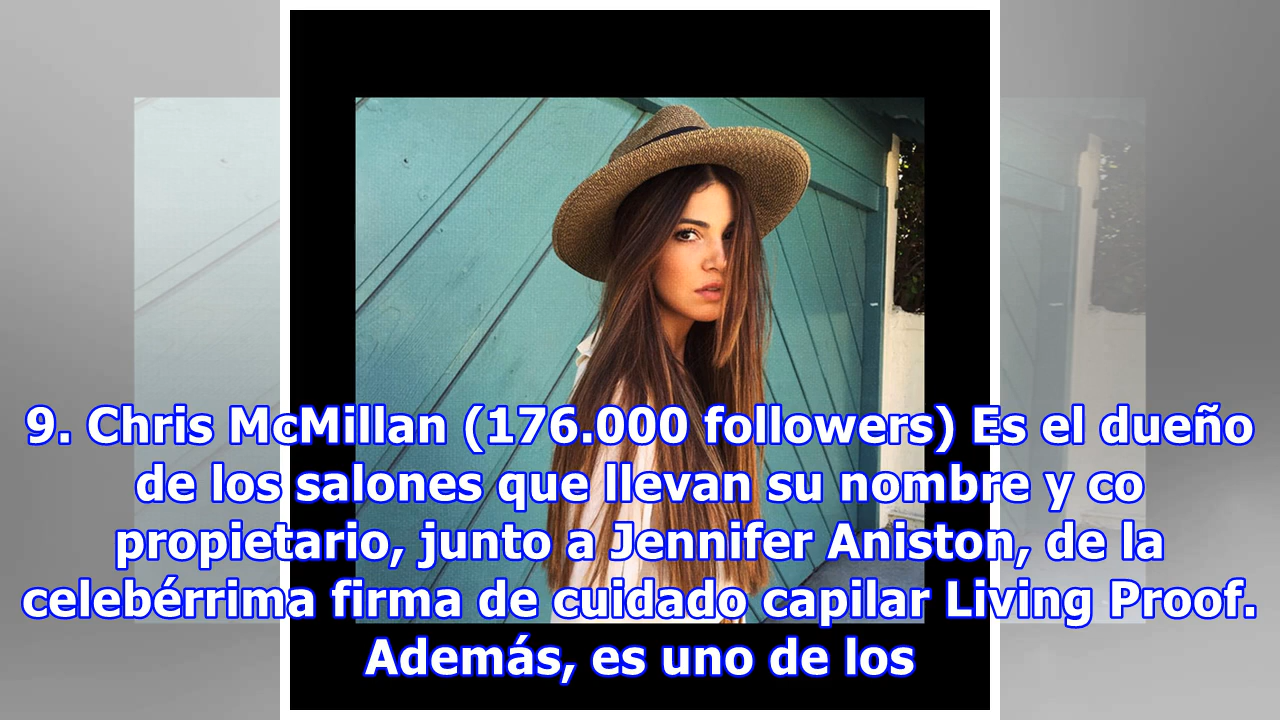 9. Chris McMillan (176.000 followers) Es el dueño
de los salones que llevan su nombre y co
propietario, junto a Jennifer Aniston, de la
celebérrima firma de cuidado capilar Living Proof.
Además, es uno de los